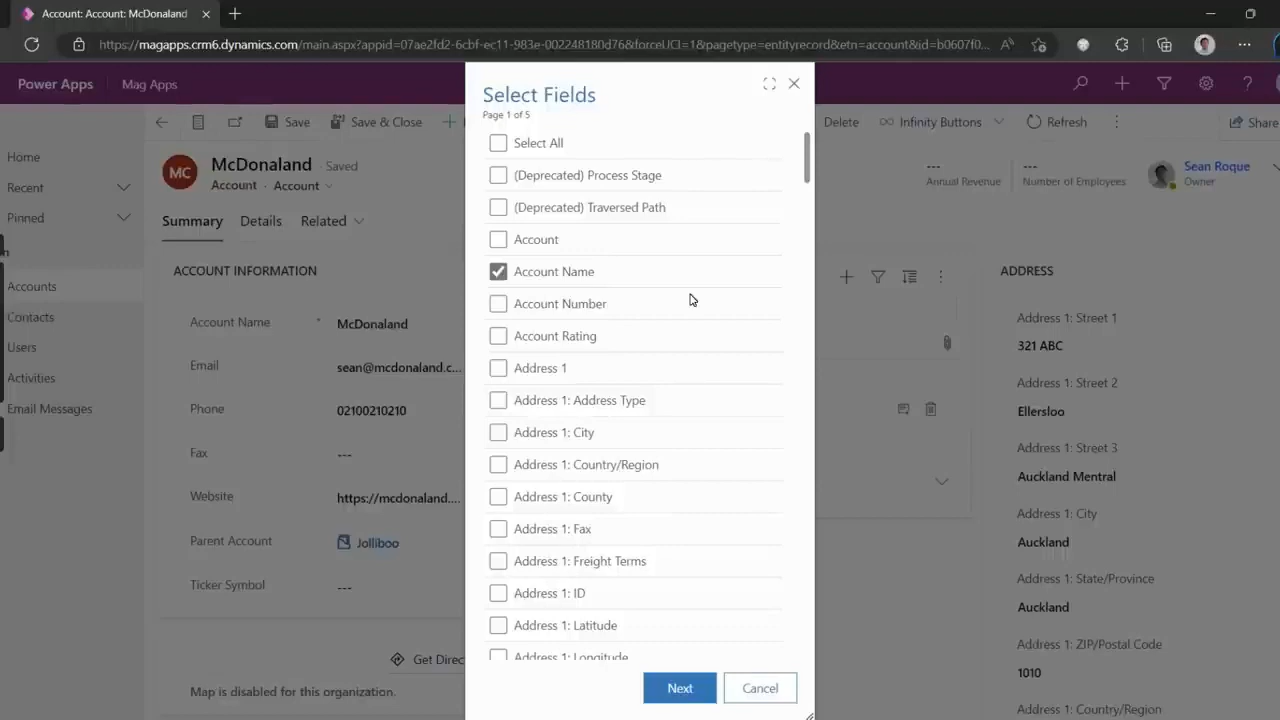 Account: Account: McDonaland
https://magapps.crm6.dynamics.com/main.aspx?appid=07ae2fd2-6cbf-ec11-983e-002248180d76&forceUCI=1&pagetype=entityrecord&etn=account&id=b0607f0...
Power Apps
Mag Apps
Save
Save & Close
Delete
Infinity Buttons
Refresh
Share
Home
Recent
Pinned
n
Accounts
Contacts
Users
Activities
Email Messages
MC
McDonaland
Saved
Account · Account
Summary
Details
Related
---
Annual Revenue
---
Number of Employees
Sean Roque
Owner
ACCOUNT INFORMATION
Account Name
*
McDonaland
Email
sean@mcdonaland.c...
Phone
02100210210
Fax
---
Website
https://mcdonaland....
Parent Account
Jolliboo
Ticker Symbol
---
Get Direc
Map is disabled for this organization.
Select Fields
Page 1 of 5
Select All
(Deprecated) Process Stage
(Deprecated) Traversed Path
Account
Account Name
Account Number
Account Rating
Address 1
Address 1: Address Type
Address 1: City
Address 1: Country/Region
Address 1: County
Address 1: Fax
Address 1: Freight Terms
Address 1: ID
Address 1: Latitude
Address 1: Longitude
Next
Cancel
ADDRESS
Address 1: Street 1
321 ABC
Address 1: Street 2
Ellersloo
Address 1: Street 3
Auckland Mentral
Address 1: City
Auckland
Address 1: State/Province
Auckland
Address 1: ZIP/Postal Code
1010
Address 1: Country/Region